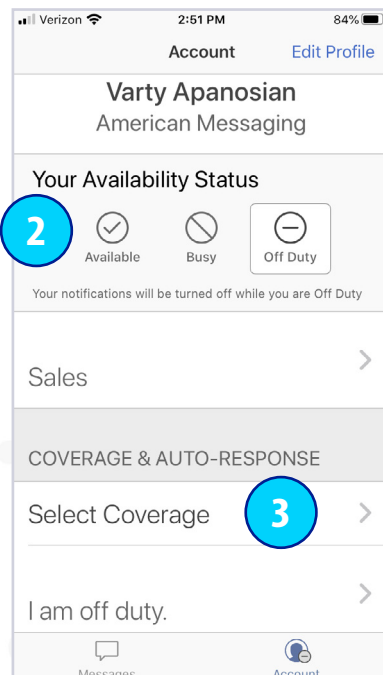 Verizon 2:51 PM 84%
Account Edit Profile
Varty Apanosian
American Messaging
Your Availability Status
2
Available Busy Off Duty
Your notifications will be turned off while you are Off Duty
Sales
COVERAGE & AUTO-RESPONSE
Select Coverage 3
I am off duty.
Messages Account